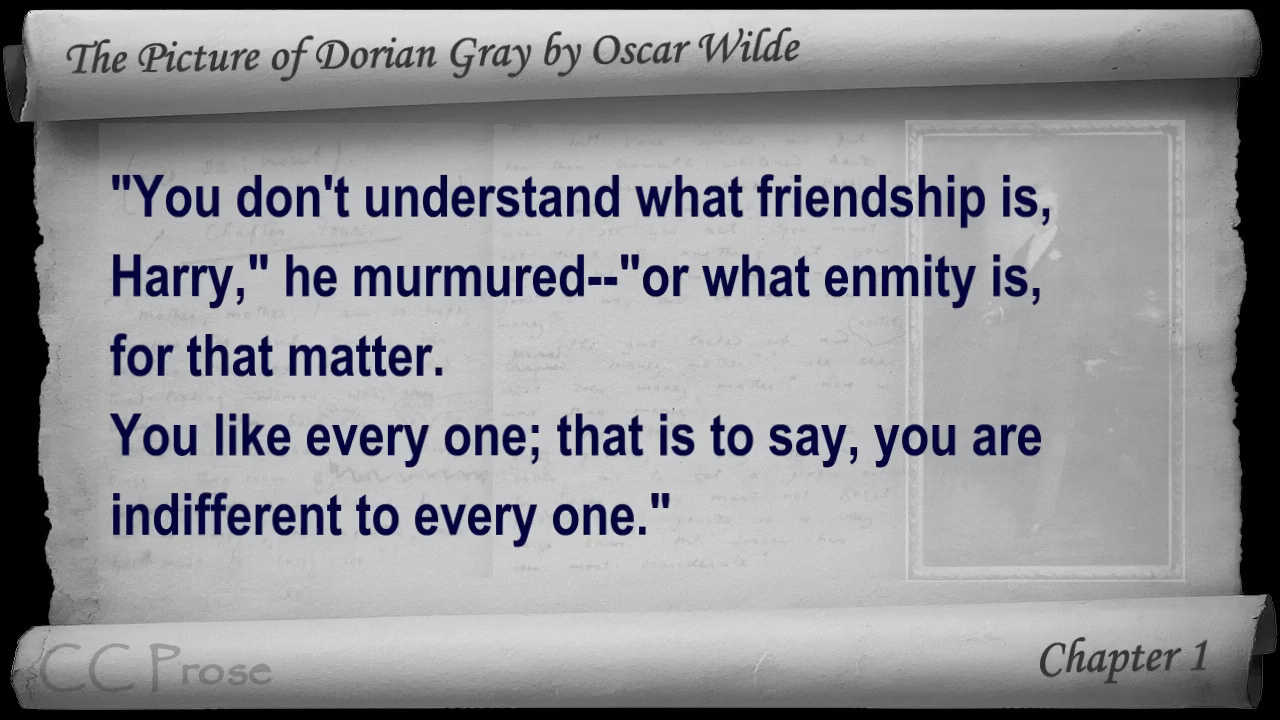 The Picture of Dorian Gray by Oscar Wilde
"You don't understand what friendship is,
Harry," he murmured--"or what enmity is,
for that matter.
You like every one; that is to say, you are
indifferent to every one."
CC Prose
Chapter 1